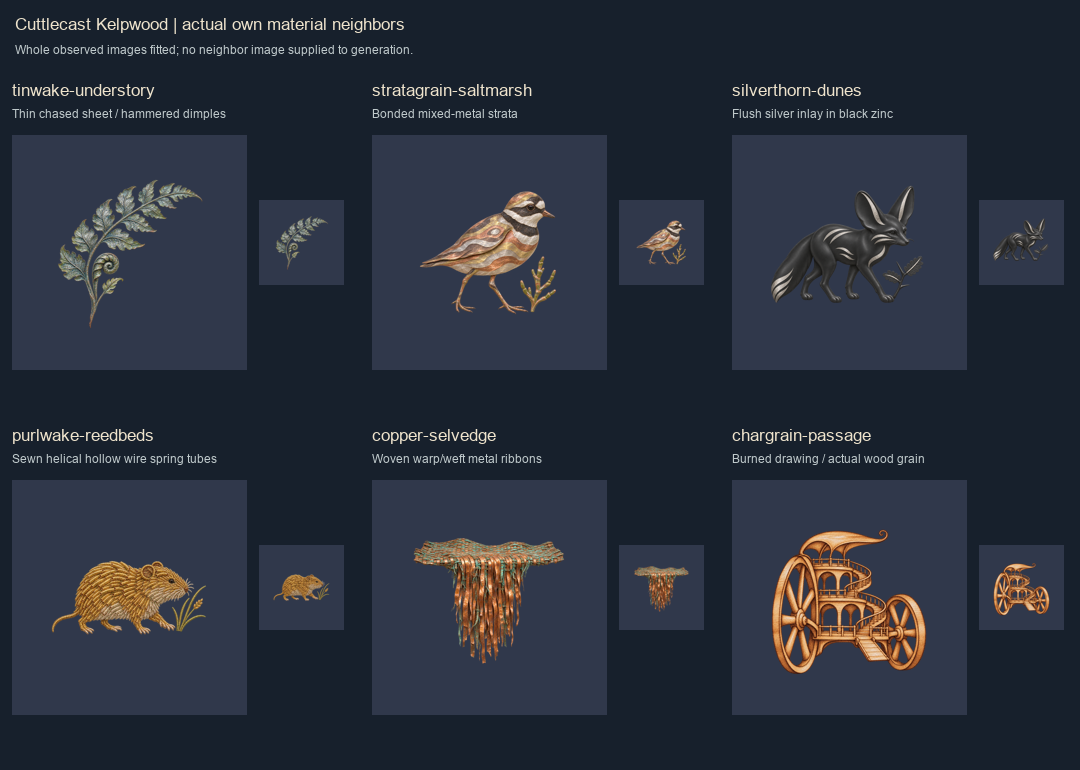 Cuttlecast Kelpwood | actual own material neighbors
Whole observed images fitted; no neighbor image supplied to generation.
tinwake-understory
Thin chased sheet / hammered dimples
stratagrain-saltmarsh
Bonded mixed-metal strata
silverthorn-dunes
Flush silver inlay in black zinc
purlwake-reedbeds
Sewn helical hollow wire spring tubes
copper-selvedge
Woven warp/weft metal ribbons
chargrain-passage
Burned drawing / actual wood grain